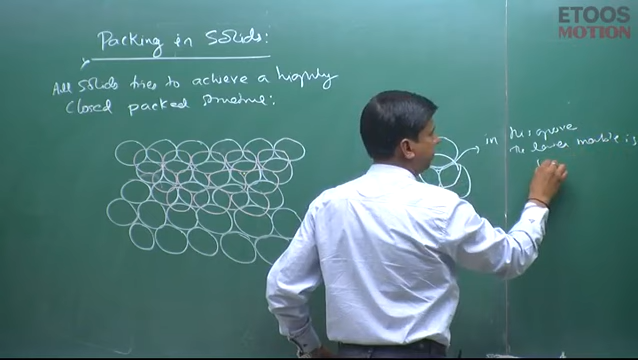 ETOOS
MOTION
Packing in Solids:
All Solids tries to achieve a highly
Closed packed structure:
in this groove
The lower marble is